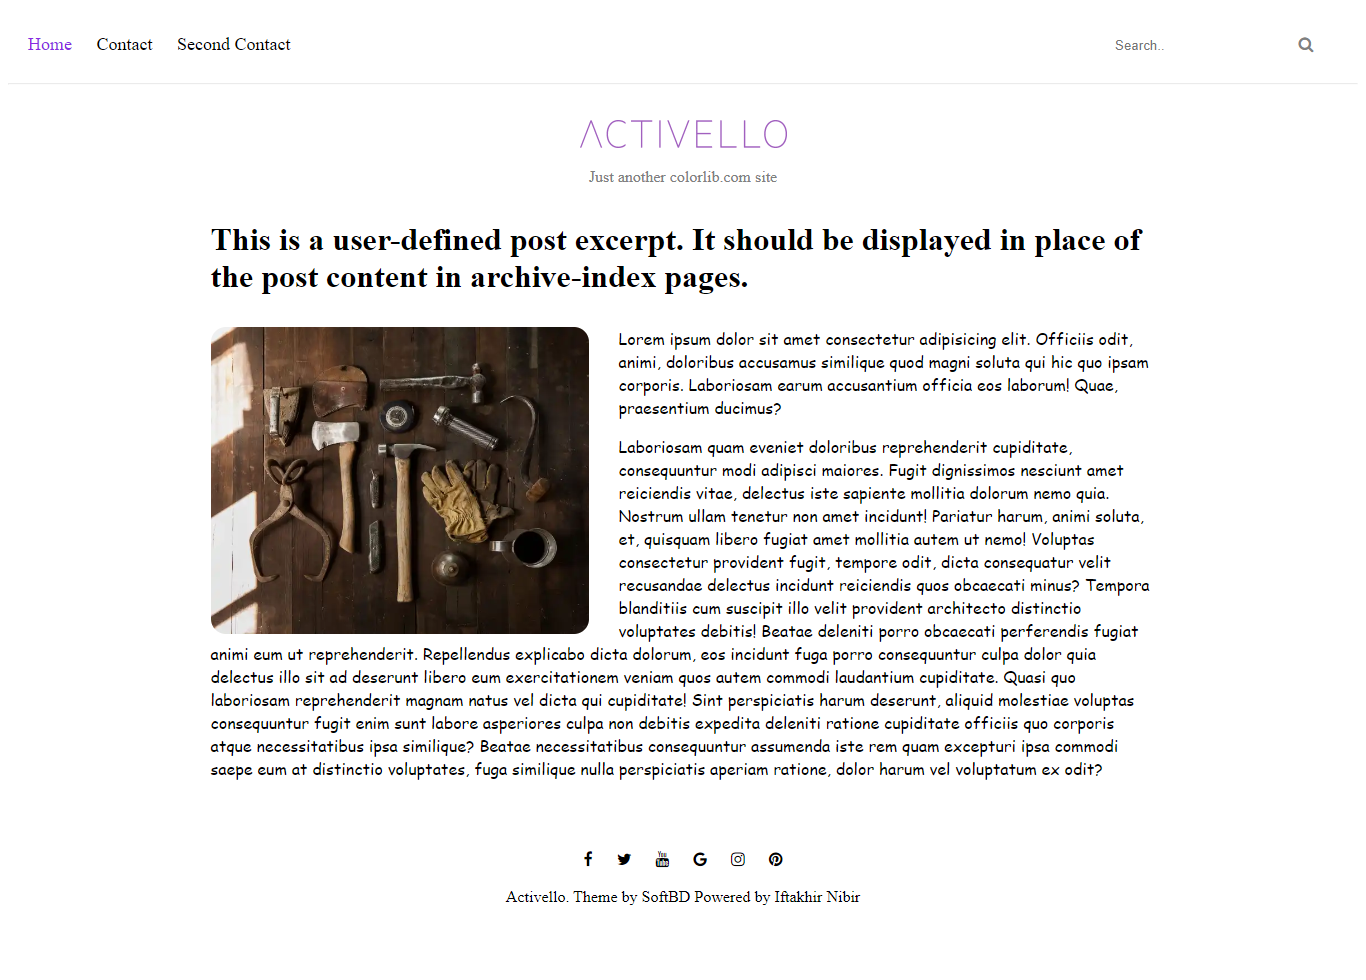 Home Contact Second Contact Search..
ACTIVELLO
Just another colorlib.com site
This is a user-defined post excerpt. It should be displayed in place of
the post content in archive-index pages.
Lorem ipsum dolor sit amet consectetur adipisicing elit. Officiis odit,
animi, doloribus accusamus similique quod magni soluta qui hic quo ipsam
corporis. Laboriosam earum accusantium officia eos laborum! Quae,
praesentium ducimus?
Laboriosam quam eveniet doloribus reprehenderit cupiditate,
consequuntur modi adipisci maiores. Fugit dignissimos nesciunt amet
reiciendis vitae, delectus iste sapiente mollitia dolorum nemo quia.
Nostrum ullam tenetur non amet incidunt! Pariatur harum, animi soluta,
et, quisquam libero fugiat amet mollitia autem ut nemo! Voluptas
consectetur provident fugit, tempore odit, dicta consequatur velit
recusandae delectus incidunt reiciendis quos obcaecati minus? Tempora
blanditiis cum suscipit illo velit provident architecto distinctio
voluptates debitis! Beatae deleniti porro obcaecati perferendis fugiat
animi eum ut reprehenderit. Repellendus explicabo dicta dolorum, eos incidunt fuga porro consequuntur culpa dolor quia
delectus illo sit ad deserunt libero eum exercitationem veniam quos autem commodi laudantium cupiditate. Quasi quo
laboriosam reprehenderit magnam natus vel dicta qui cupiditate! Sint perspiciatis harum deserunt, aliquid molestiae voluptas
consequuntur fugit enim sunt labore asperiores culpa non debitis expedita deleniti ratione cupiditate officiis quo corporis
atque necessitatibus ipsa similique? Beatae necessitatibus consequuntur assumenda iste rem quam excepturi ipsa commodi
saepe eum at distinctio voluptates, fuga similique nulla perspiciatis aperiam ratione, dolor harum vel voluptatum ex odit?
Activello. Theme by SoftBD Powered by Iftakhir Nibir